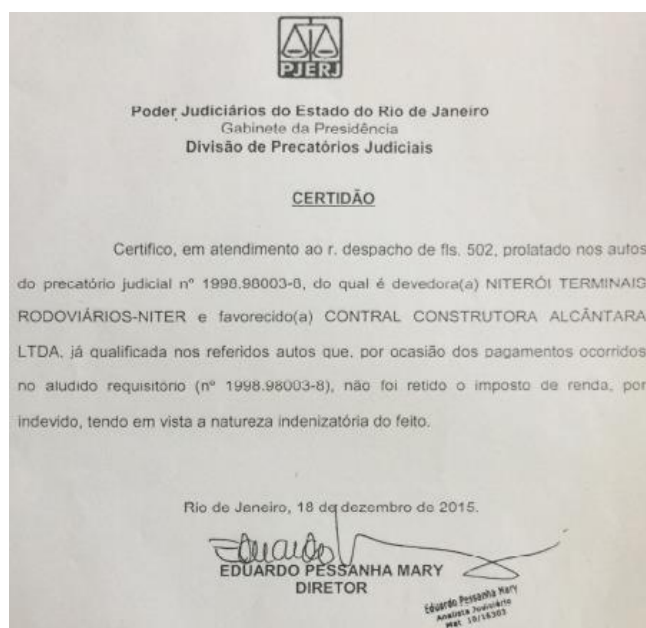 PJERJ
Poder Judiciários do Estado do Rio de Janeiro
Gabinete da Presidência
Divisão de Precatórios Judiciais
CERTIDÃO
Certifico, em atendimento ao r. despacho de fls. 502, prolatado nos autos
do precatório judicial nº 1998.98003-8, do qual é devedora(a) NITERÓI TERMINAIS
RODOVIÁRIOS-NITER e favorecido(a) CONTRAL CONSTRUTORA ALCÂNTARA
LTDA, já qualificada nos referidos autos que, por ocasião dos pagamentos ocorridos
no aludido requisitório (nº 1998.98003-8), não foi retido o imposto de renda, por
indevido, tendo em vista a natureza indenizatória do feito.
Rio de Janeiro, 18 de dezembro de 2015.
Eduardo
EDUARDO PESSANHA MARY
DIRETOR
Eduardo Pessanha Mary
Analista Judiciário
Mat. 10/16303